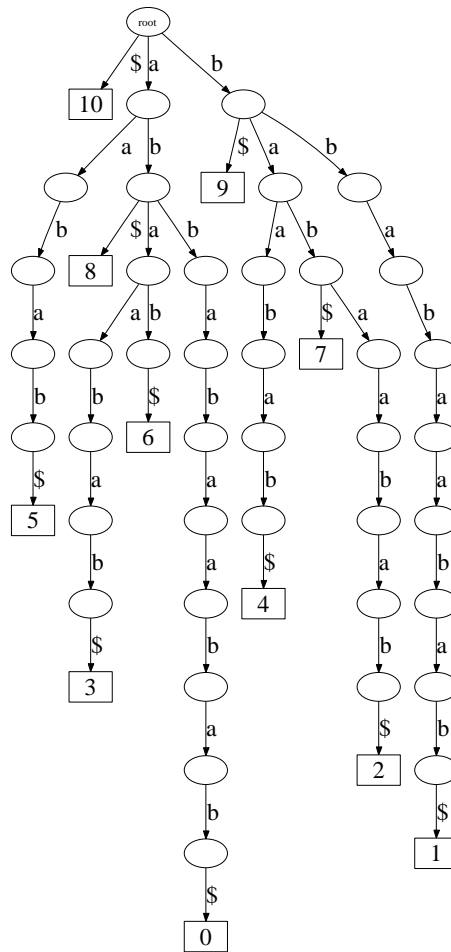 root
b
$ a
10
a b $ a b
9
b $ a b a b a
8
a a b a b $ a b
7
b b $ b a a a
6
$ a a b b a
5
b a $ a b
4
$ b b a
3
a $ b
2
b $
1
$
0